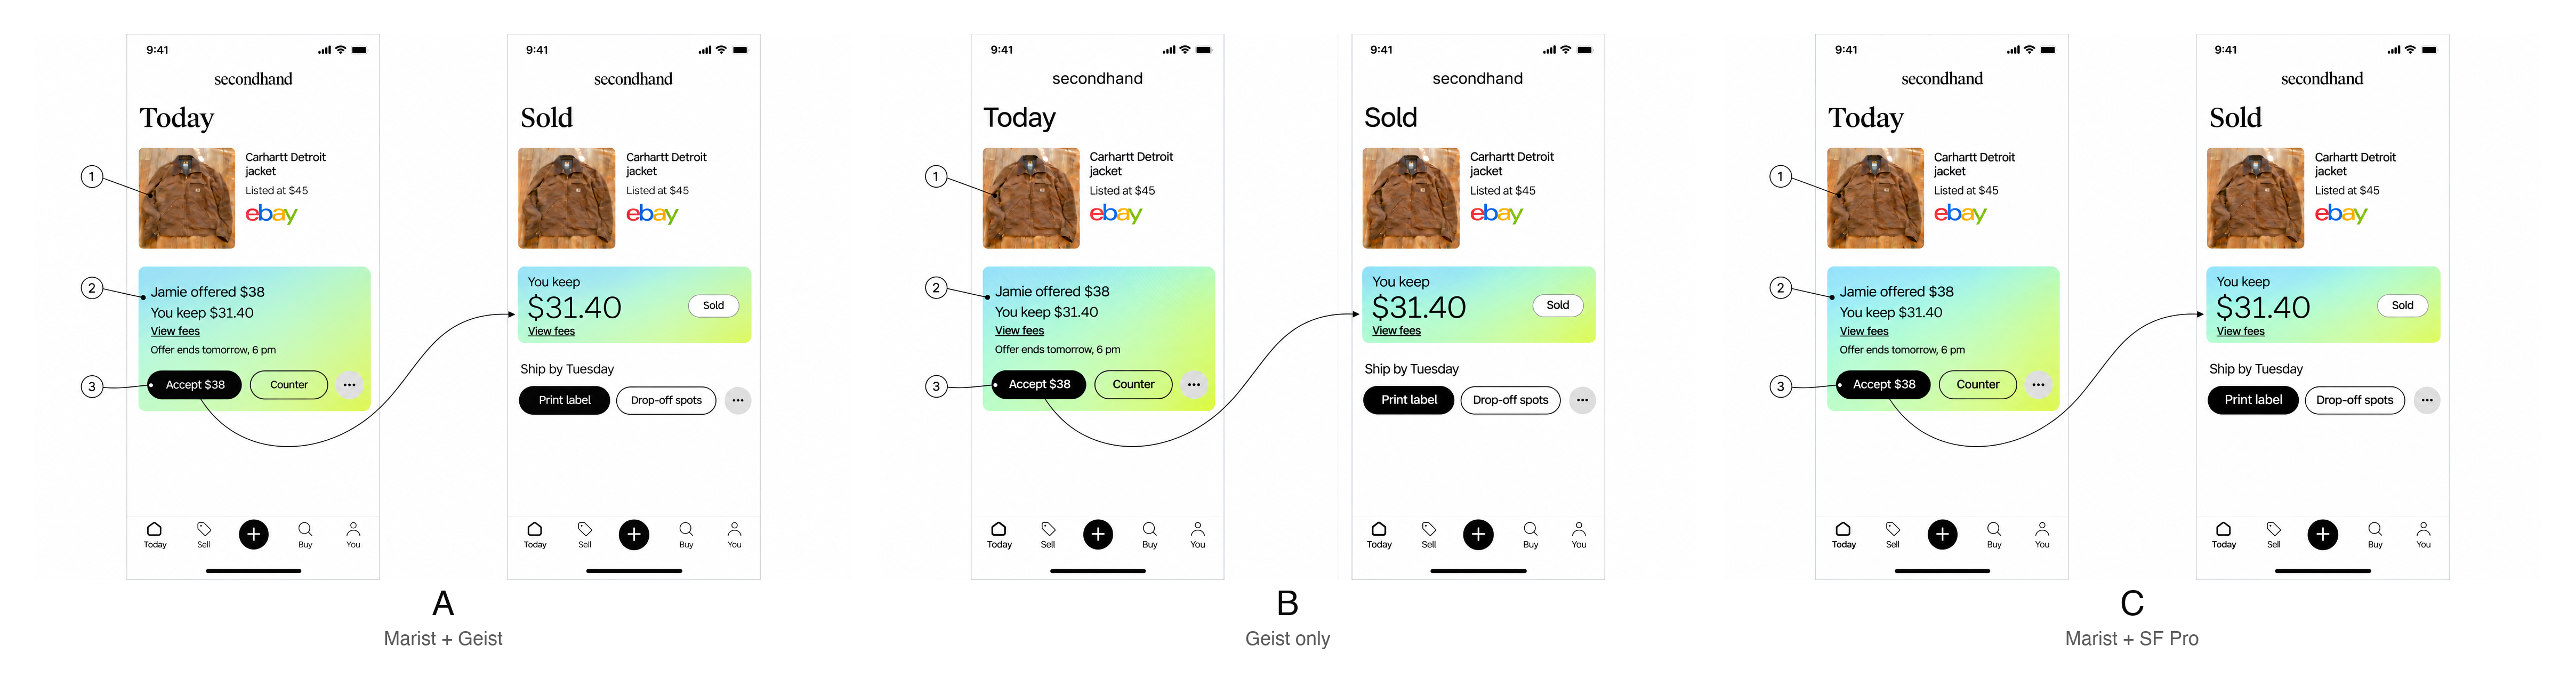 9:41
secondhand
Today
1
Carhartt Detroit
jacket
Listed at $45
ebay
2
Jamie offered $38
You keep $31.40
View fees
Offer ends tomorrow, 6 pm
3
Accept $38
Counter
Today
Sell
Buy
You
9:41
secondhand
Sold
Carhartt Detroit
jacket
Listed at $45
ebay
You keep
$31.40
Sold
View fees
Ship by Tuesday
Print label
Drop-off spots
Today
Sell
Buy
You
A
Marist + Geist
9:41
secondhand
Today
1
Carhartt Detroit
jacket
Listed at $45
ebay
2
Jamie offered $38
You keep $31.40
View fees
Offer ends tomorrow, 6 pm
3
Accept $38
Counter
Today
Sell
Buy
You
9:41
secondhand
Sold
Carhartt Detroit
jacket
Listed at $45
ebay
You keep
$31.40
Sold
View fees
Ship by Tuesday
Print label
Drop-off spots
Today
Sell
Buy
You
B
Geist only
9:41
secondhand
Today
1
Carhartt Detroit
jacket
Listed at $45
ebay
2
Jamie offered $38
You keep $31.40
View fees
Offer ends tomorrow, 6 pm
3
Accept $38
Counter
Today
Sell
Buy
You
9:41
secondhand
Sold
Carhartt Detroit
jacket
Listed at $45
ebay
You keep
$31.40
Sold
View fees
Ship by Tuesday
Print label
Drop-off spots
Today
Sell
Buy
You
C
Marist + SF Pro